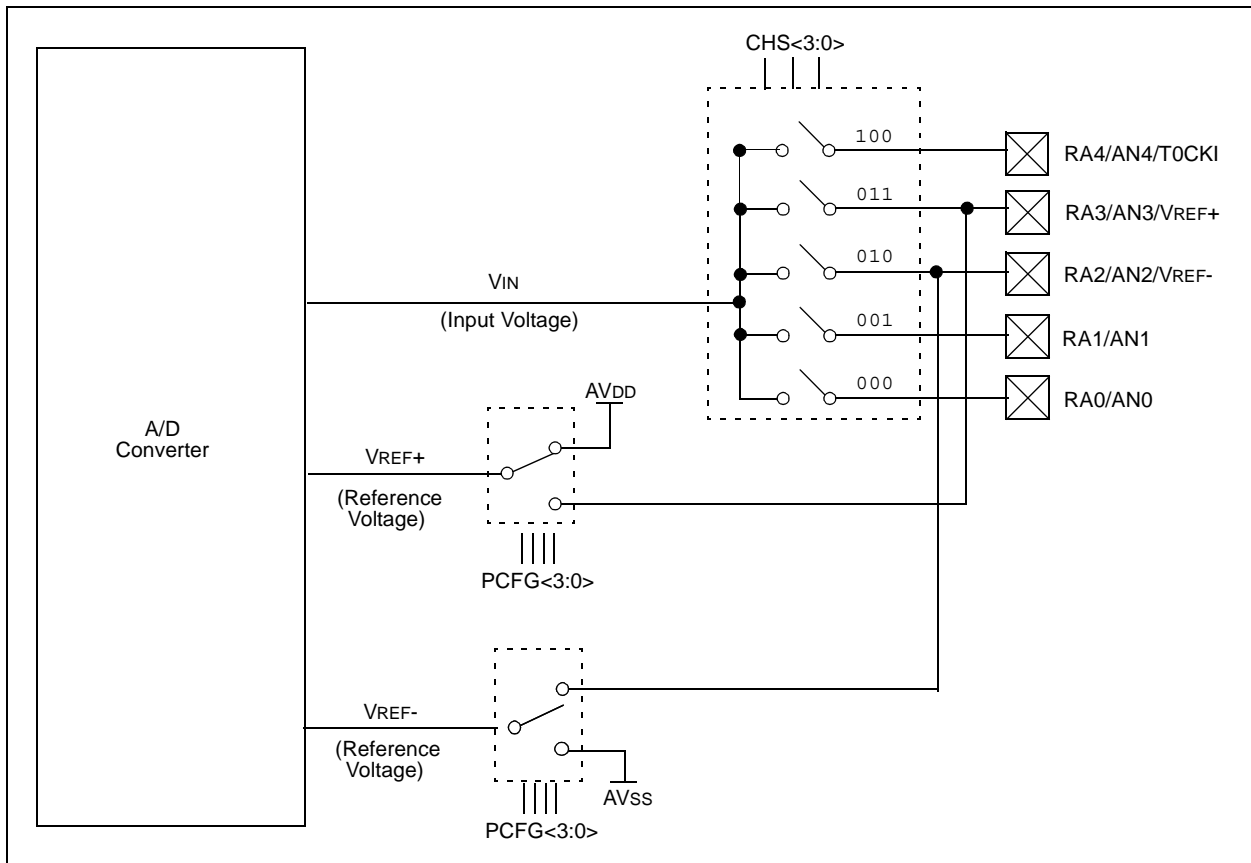 CHS<3:0>
100
RA4/AN4/T0CKI
011
RA3/AN3/VREF+
010
RA2/AN2/VREF-
VIN
(Input Voltage)
001
RA1/AN1
000
RA0/AN0
AVDD
A/D
Converter
VREF+
(Reference
Voltage)
PCFG<3:0>
VREF-
(Reference
Voltage)
AVSS
PCFG<3:0>